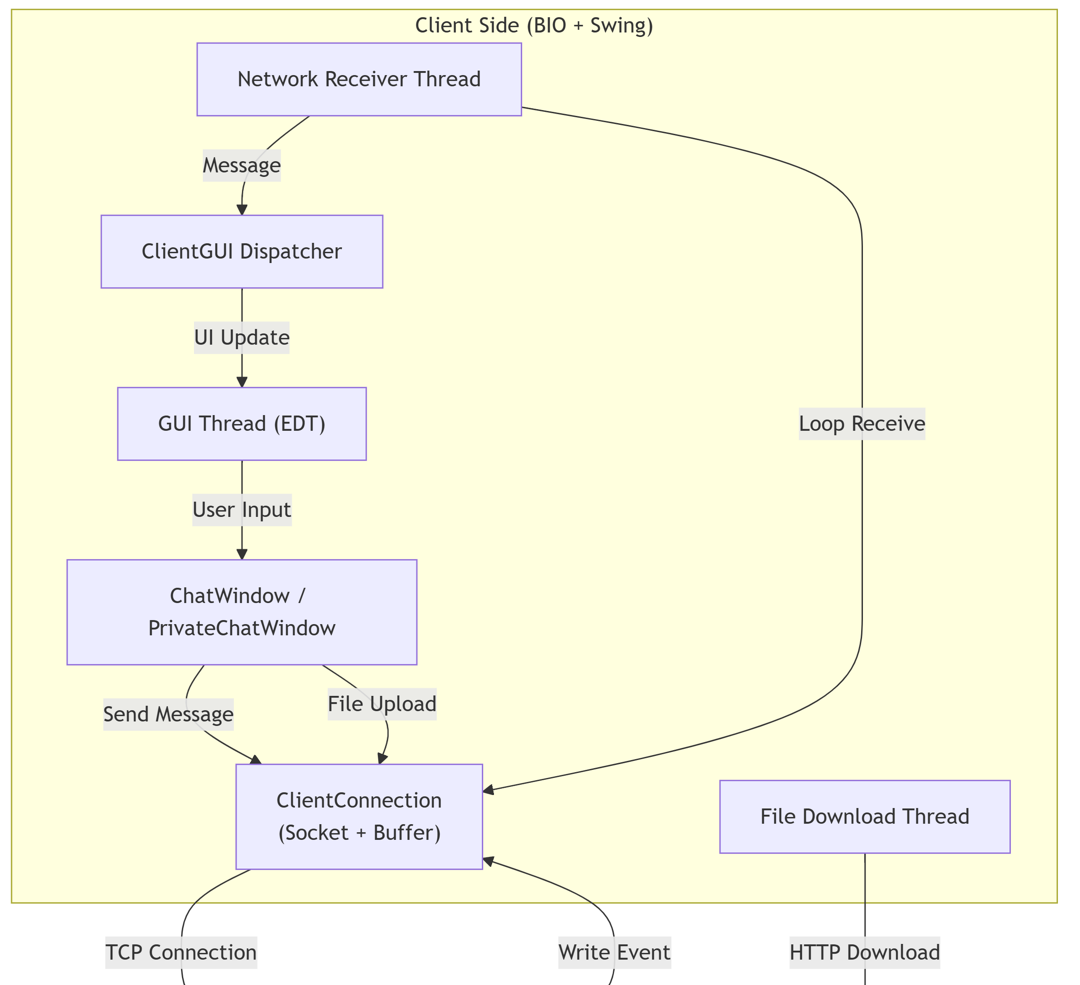 Client Side (BIO + Swing)
Network Receiver Thread
Message
ClientGUI Dispatcher
UI Update
GUI Thread (EDT)
Loop Receive
User Input
ChatWindow /
PrivateChatWindow
Send Message
File Upload
ClientConnection
(Socket + Buffer)
File Download Thread
TCP Connection
Write Event
HTTP Download